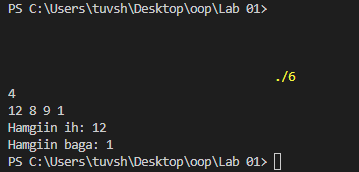 PS C:\Users\tuvsh\Desktop\oop\Lab 01>
./6
4
12 8 9 1
Hamgiin ih: 12
Hamgiin baga: 1
PS C:\Users\tuvsh\Desktop\oop\Lab 01>